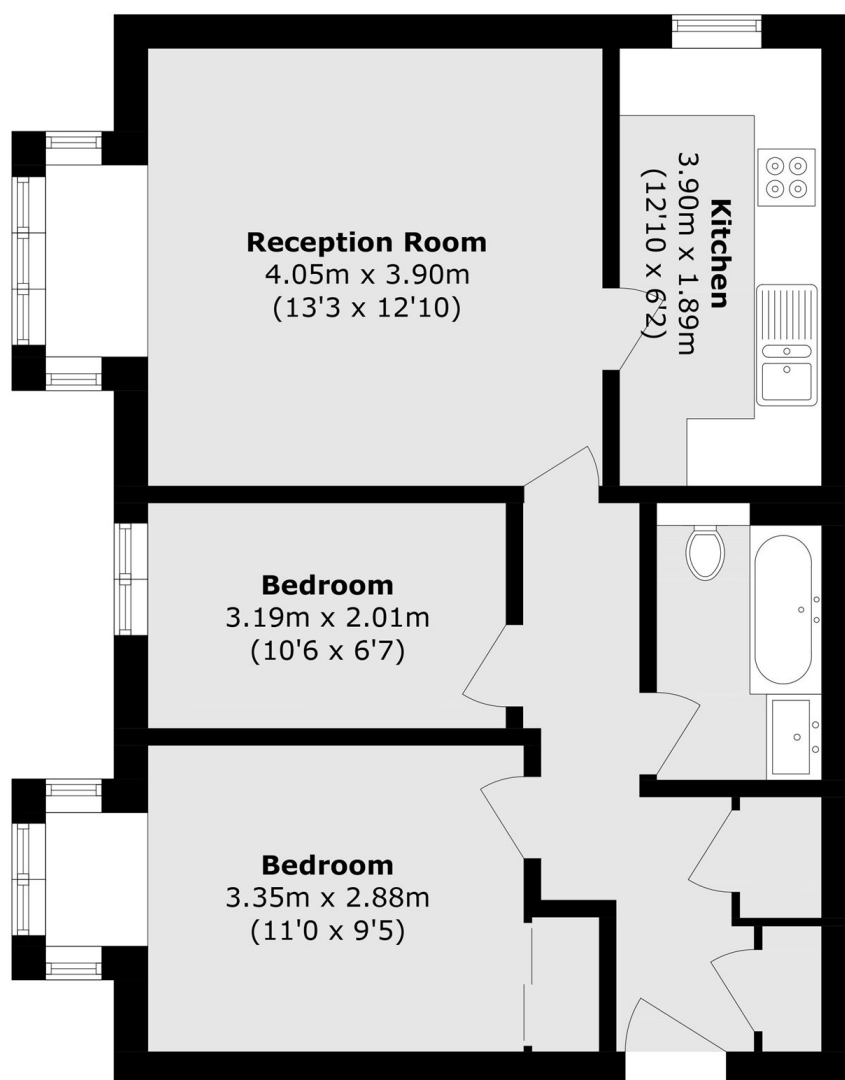 Reception Room
4.05m x 3.90m
(13'3 x 12'10)
Kitchen
3.90m x 1.89m
(12'10 x 6'2)
Bedroom
3.19m x 2.01m
(10'6 x 6'7)
Bedroom
3.35m x 2.88m
(11'0 x 9'5)